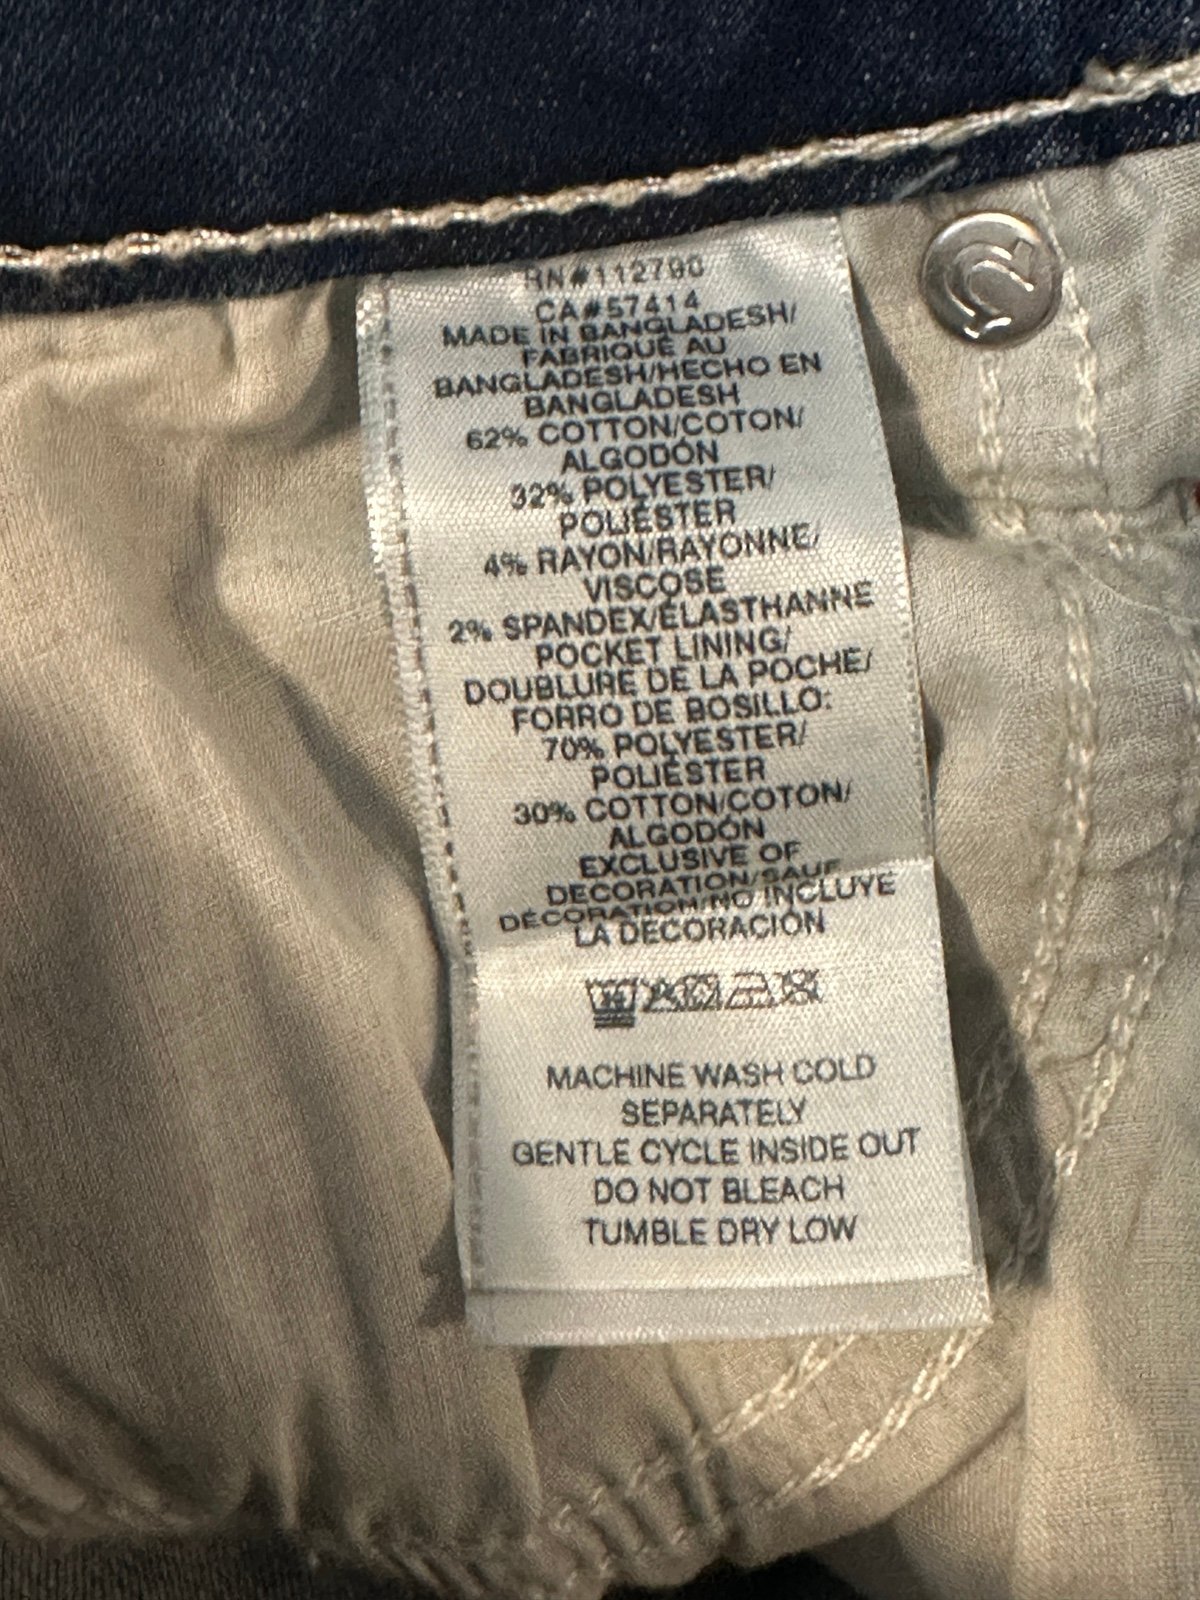 RN#112790
CA#57414
MADE IN BANGLADESH/
FABRIQUÉ AU
BANGLADESH/HECHO EN
BANGLADESH
62% COTTON/COTON/
ALGODÓN
32% POLYESTER/
POLIÉSTER
4% RAYON/RAYONNE/
VISCOSE
2% SPANDEX/ÉLASTHANNE
POCKET LINING/
DOUBLURE DE LA POCHE/
FORRO DE BOSILLO:
70% POLYESTER/
POLIÉSTER
30% COTTON/COTON/
ALGODÓN
EXCLUSIVE OF
DECORATION/SAUF
DÉCORATION/NO INCLUYE
LA DECORACIÓN
MACHINE WASH COLD
SEPARATELY
GENTLE CYCLE INSIDE OUT
DO NOT BLEACH
TUMBLE DRY LOW